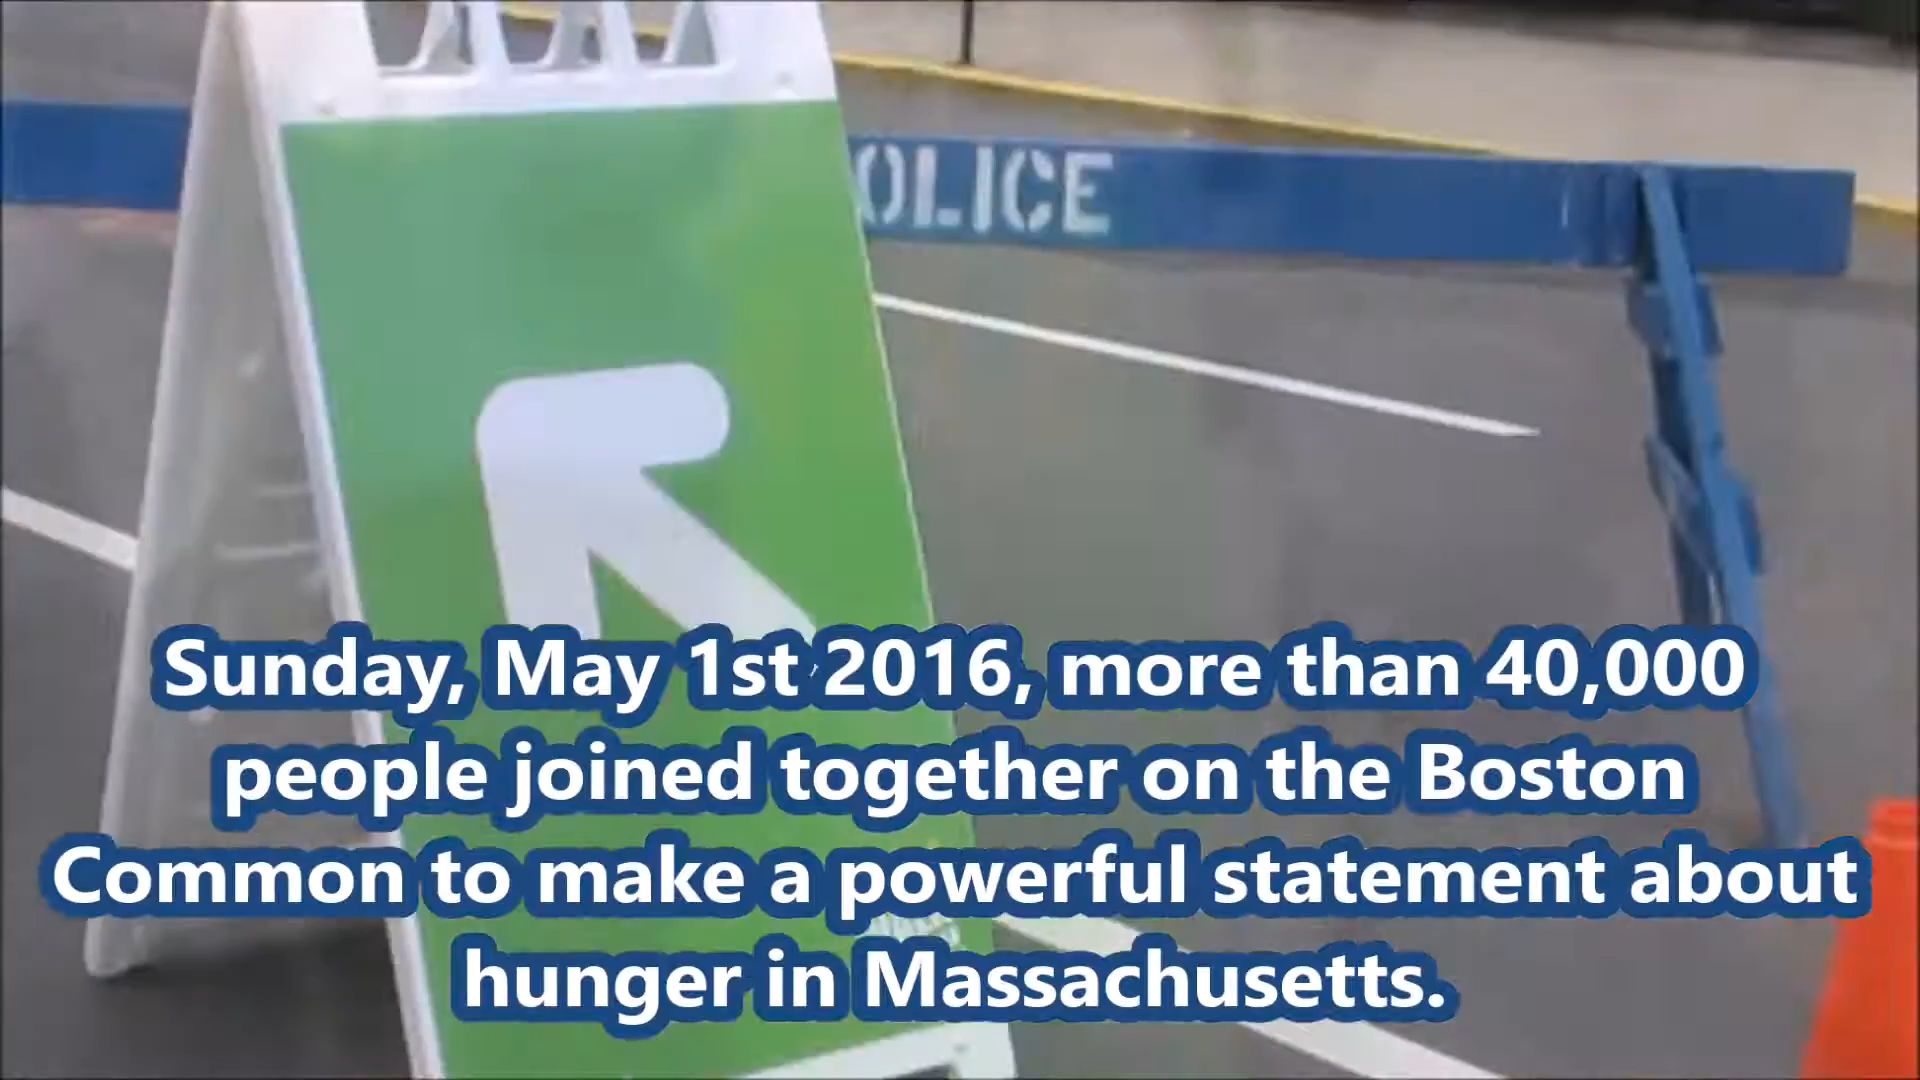 OLICE
Sunday, May 1st 2016, more than 40,000
people joined together on the Boston
Common to make a powerful statement about
hunger in Massachusetts.